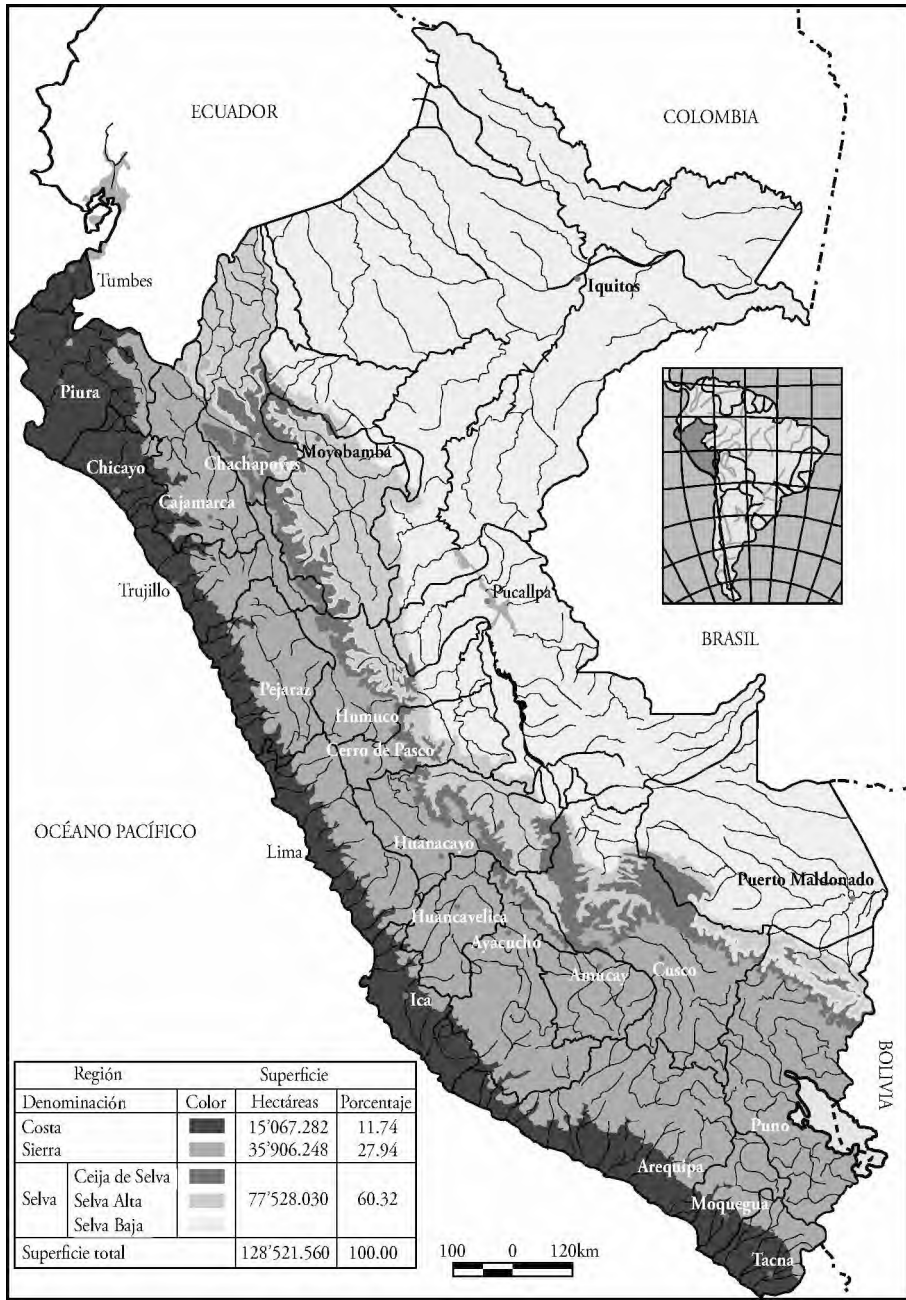 ECUADOR
COLOMBIA
Tumbes
Iquitos
Piura
Moyobamba
Chicayo
Chachapoyas
Cajamarca
Trujillo
Pucallpa
BRASIL
Pejaraz
Humuco
Cerro de Pasco
OCÉANO PACÍFICO
Huanacayo
Lima
Puerto Maldonado
Huancavelica
Ayacucho
Amucay
Cusco
Ica
BOLIVIA
Puno
Arequipa
Moquegua
Tacna
Región Superficie
Denominación Color Hectáreas Porcentaje
Costa 15’067.282 11.74
Sierra 35’906.248 27.94
Selva Ceija de Selva 77’528.030 60.32
Selva Alta
Selva Baja
Superficie total 128’521.560 100.00
100 0 120km